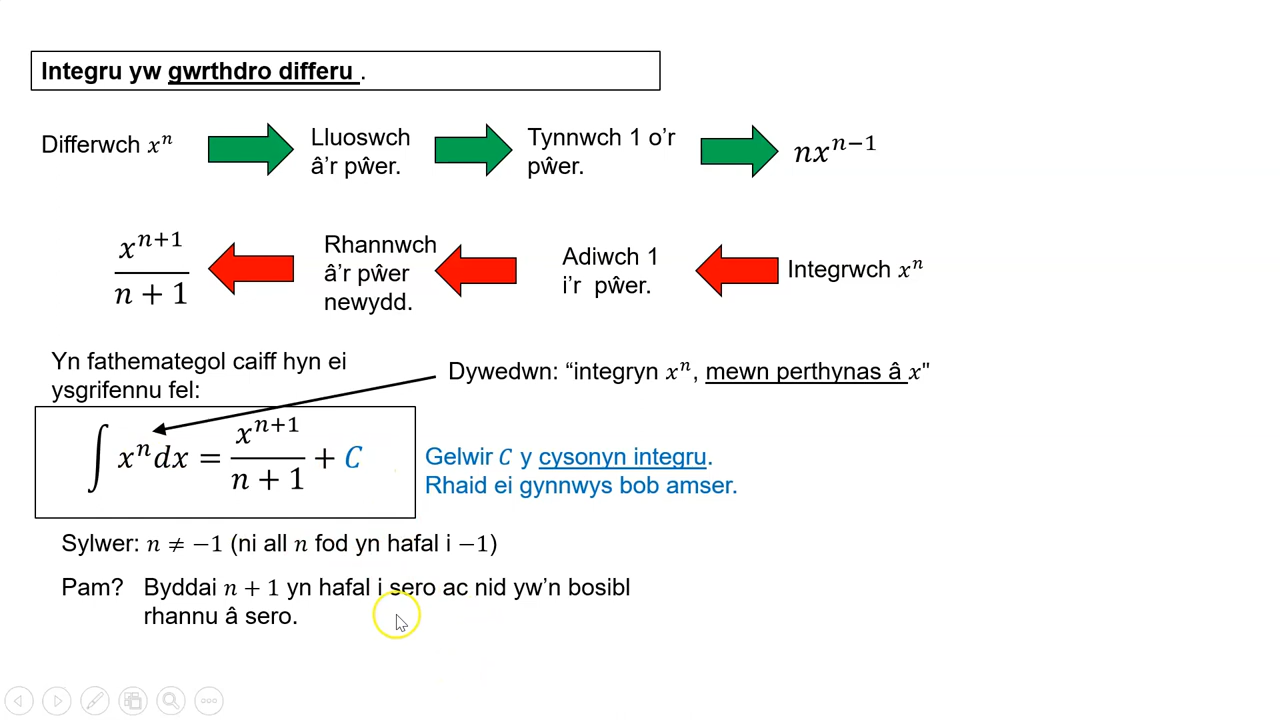 Integru yw gwrthdro differu .
Differwch xⁿ
Lluoswch
â’r pŵer.
Tynnwch 1 o’r
pŵer.
nxⁿ⁻¹
xⁿ⁺¹
n + 1
Rhannwch
â’r pŵer
newydd.
Adiwch 1
i’r pŵer.
Integrwch xⁿ
Yn fathemategol caiff hyn ei
ysgrifennu fel:
Dywedwn: “integryn xⁿ, mewn perthynas â x"
∫ xⁿ dx = xⁿ⁺¹/(n + 1) + C
Gelwir C y cysonyn integru.
Rhaid ei gynnwys bob amser.
Sylwer: n ≠ −1 (ni all n fod yn hafal i −1)
Pam? Byddai n + 1 yn hafal i sero ac nid yw’n bosibl
rhannu â sero.